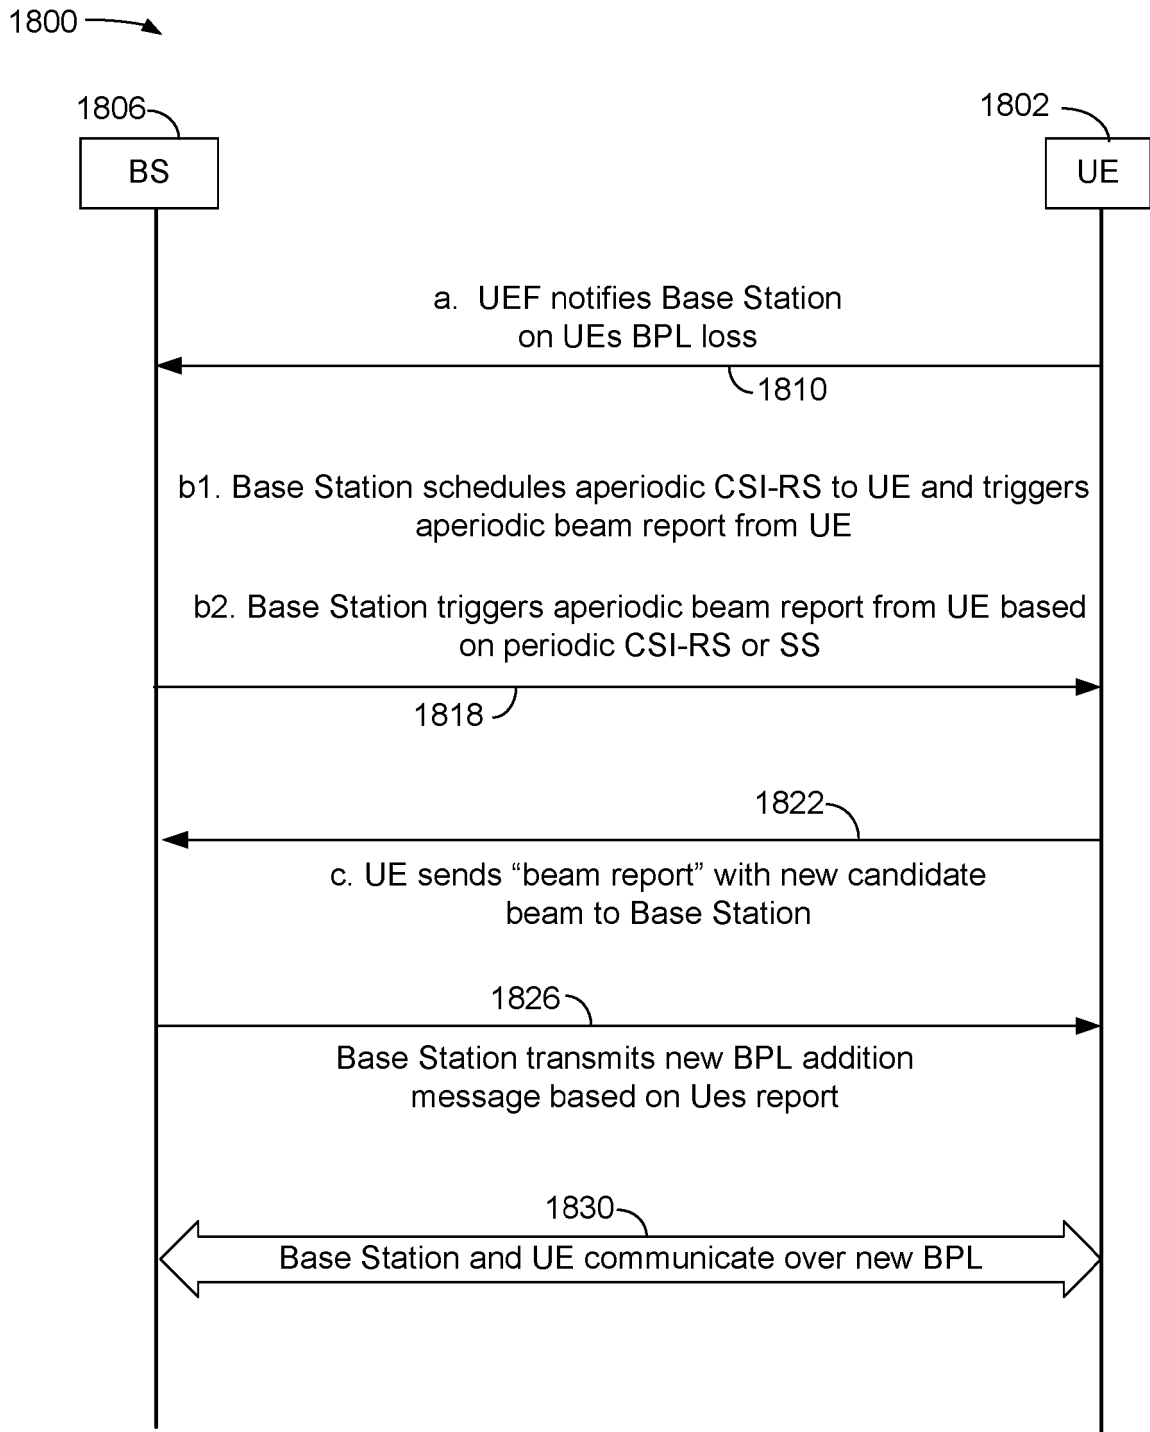 1800
1806
1802
BS
UE
a. UEF notifies Base Station
on UEs BPL loss
1810
b1. Base Station schedules aperiodic CSI-RS to UE and triggers
aperiodic beam report from UE
b2. Base Station triggers aperiodic beam report from UE based
on periodic CSI-RS or SS
1818
1822
c. UE sends “beam report” with new candidate
beam to Base Station
1826
Base Station transmits new BPL addition
message based on Ues report
1830
Base Station and UE communicate over new BPL